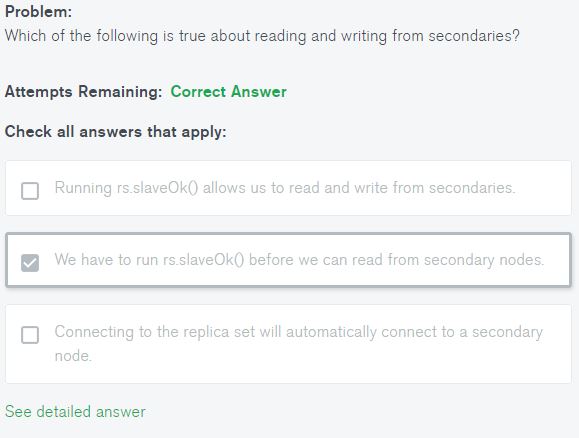 Problem:
Which of the following is true about reading and writing from secondaries?
Attempts Remaining: Correct Answer
Check all answers that apply:
Running rs.slaveOk() allows us to read and write from secondaries.
We have to run rs.slaveOk() before we can read from secondary nodes.
Connecting to the replica set will automatically connect to a secondary
node.
See detailed answer